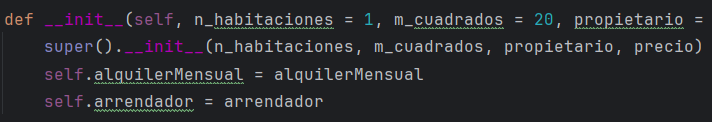 def __init__(self, n_habitaciones = 1, m_cuadrados = 20, propietario =
super().__init__(n_habitaciones, m_cuadrados, propietario, precio)
self.alquilerMensual = alquilerMensual
self.arrendador = arrendador